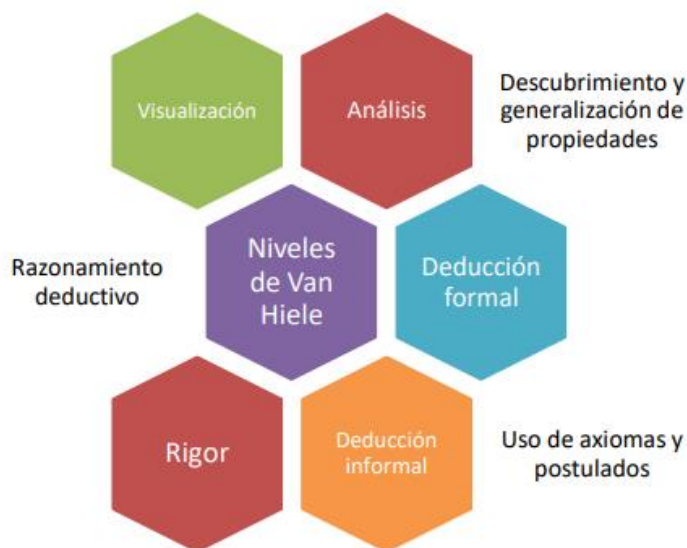 Visualización
Análisis
Descubrimiento y
generalización de
propiedades
Razonamiento
deductivo
Niveles
de Van
Hiele
Deducción
formal
Rigor
Deducción
informal
Uso de axiomas y
postulados